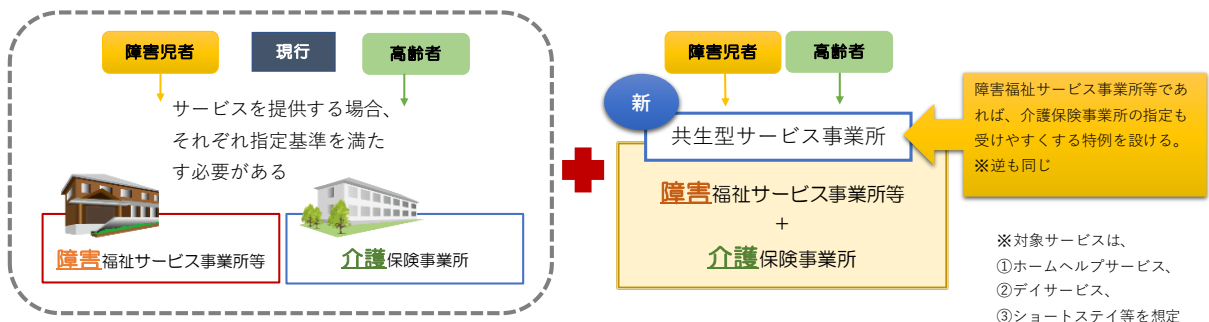 障害児者
現行
高齢者
サービスを提供する場合、
それぞれ指定基準を満た
す必要がある
障害福祉サービス事業所等
介護保険事業所
障害児者
高齢者
新
共生型サービス事業所
障害福祉サービス事業所等
+
介護保険事業所
障害福祉サービス事業所等であ
れば、介護保険事業所の指定も
受けやすくする特例を設ける。
※逆も同じ
※対象サービスは、
①ホームヘルプサービス、
②デイサービス、
③ショートステイ等を想定